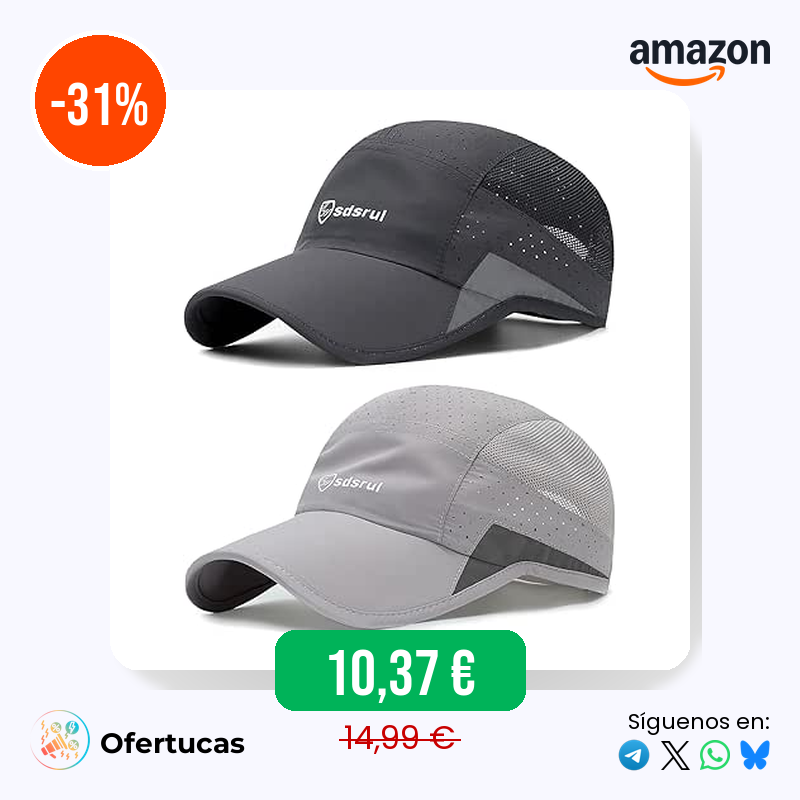 -31%
amazon
sdsrul
sdsrul
10,37 €
14,99 €
Ofertucas
Síguenos en: